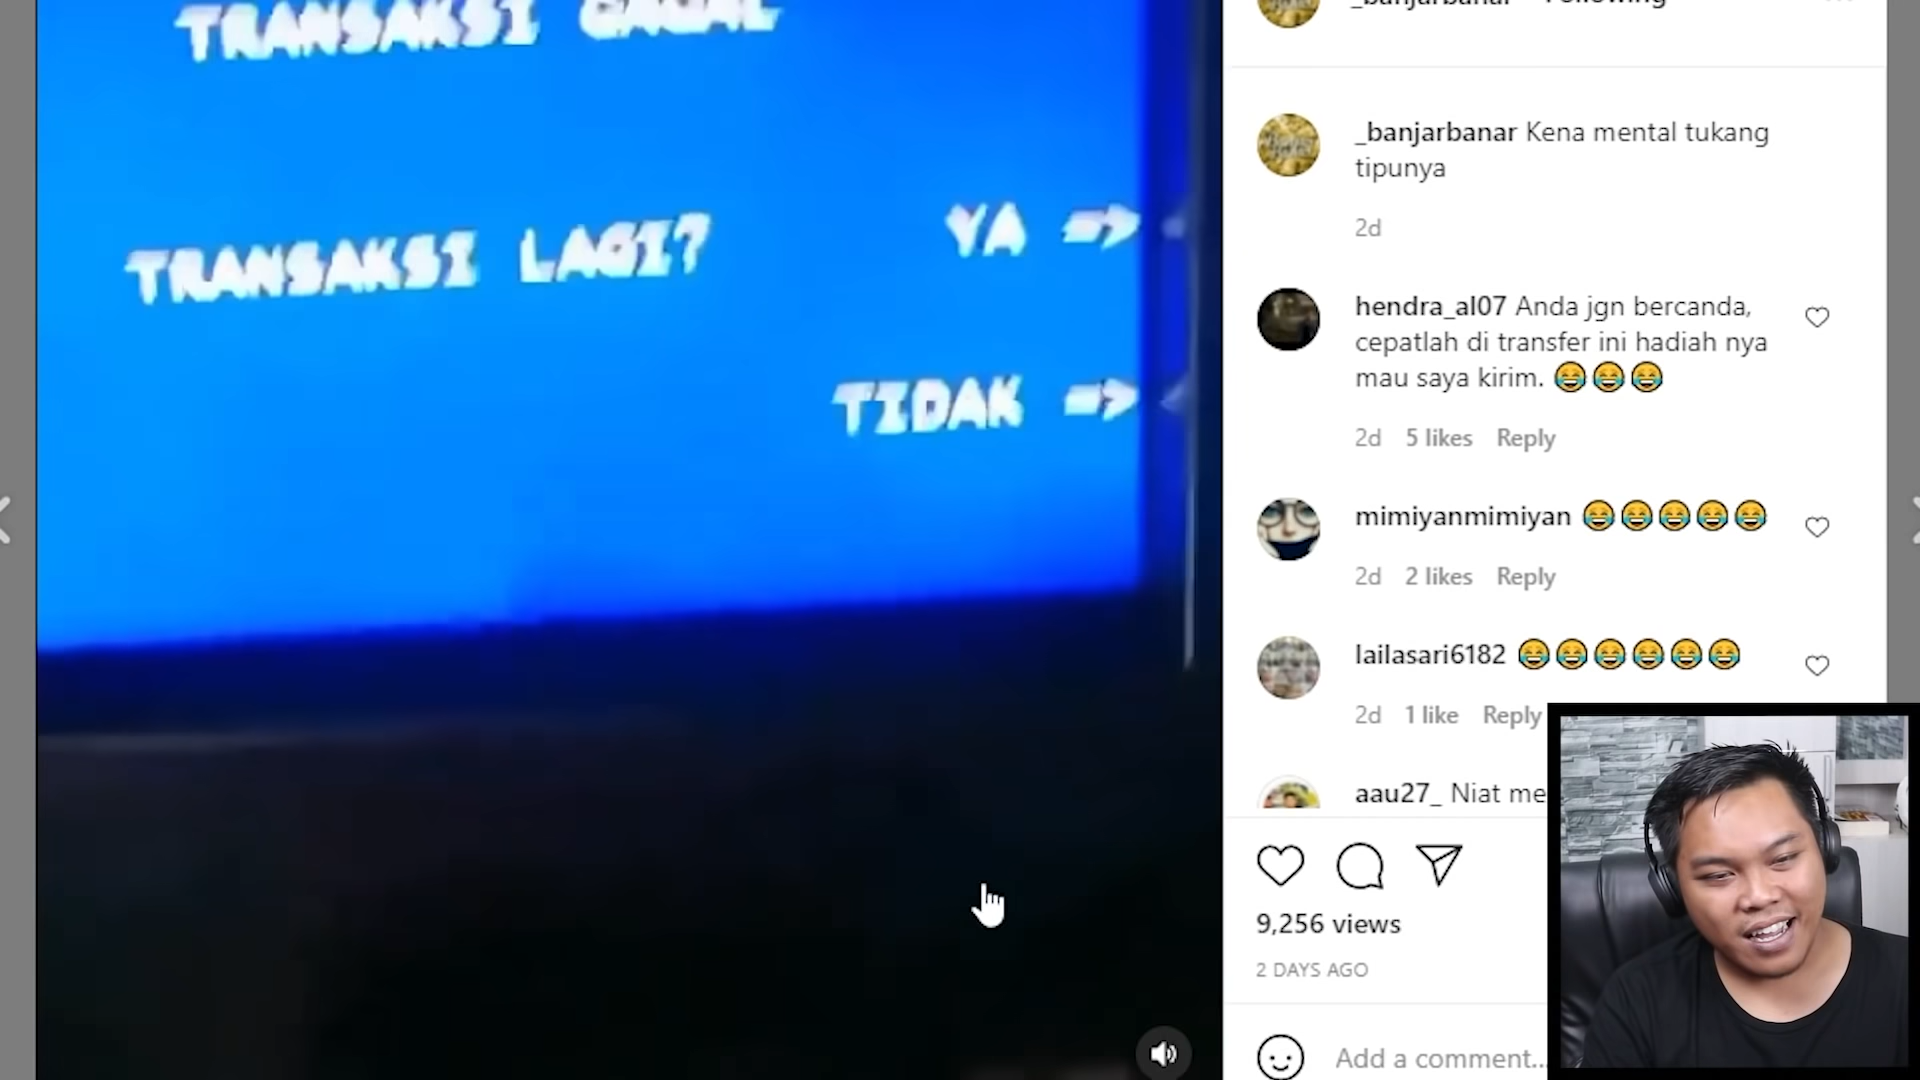 TRANSAKSI GAGAL
TRANSAKSI LAGI?
YA =>
TIDAK =>
_banjarbanar Following
_banjarbanar Kena mental tukang
tipunya
2d
hendra_al07 Anda jgn bercanda,
cepatlah di transfer ini hadiah nya
mau saya kirim. 😂😂😂
2d 5 likes Reply
mimiyanmimiyan 😂😂😂😂😂
2d 2 likes Reply
lailasari6182 😂😂😂😂😂😂
2d 1 like Reply
aau27_ Niat me
9,256 views
2 DAYS AGO
Add a comment...